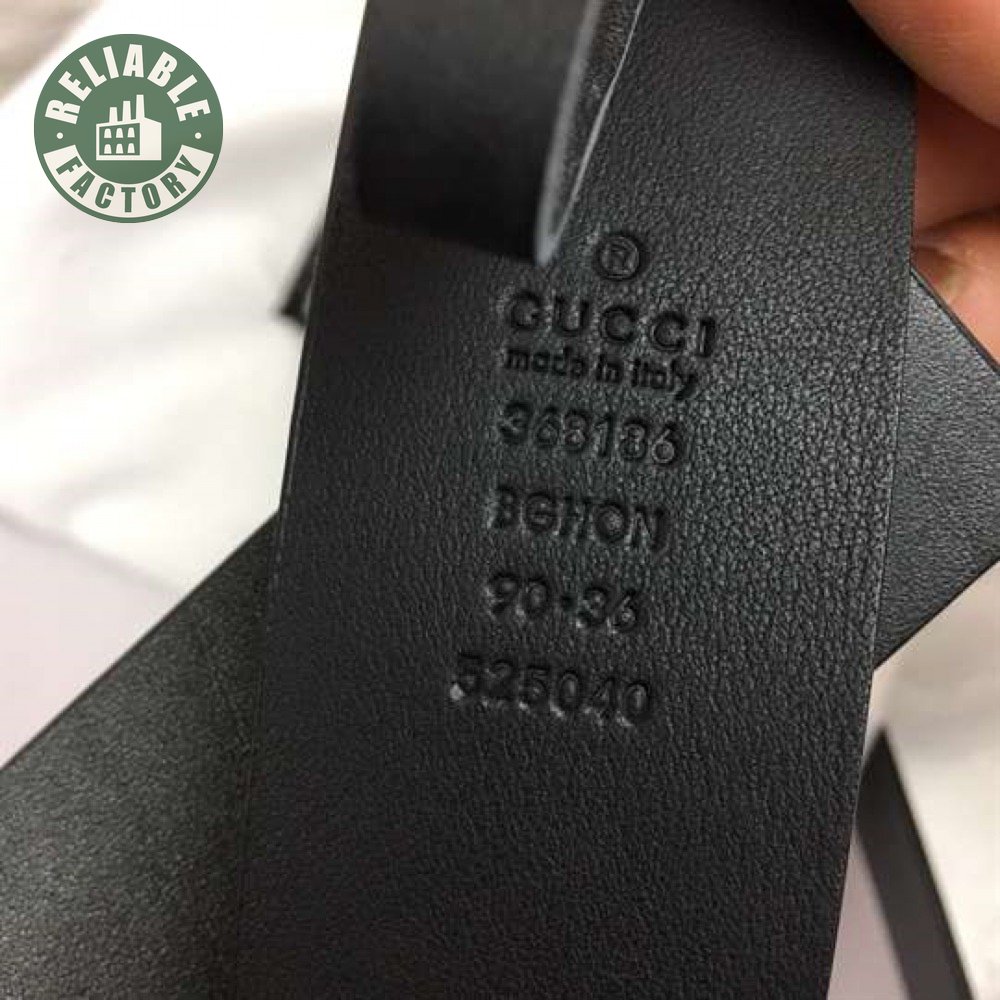 · RELIABLE ·
FACTORY
®
GUCCI
made in italy
368186
BGHON
90·36
525040